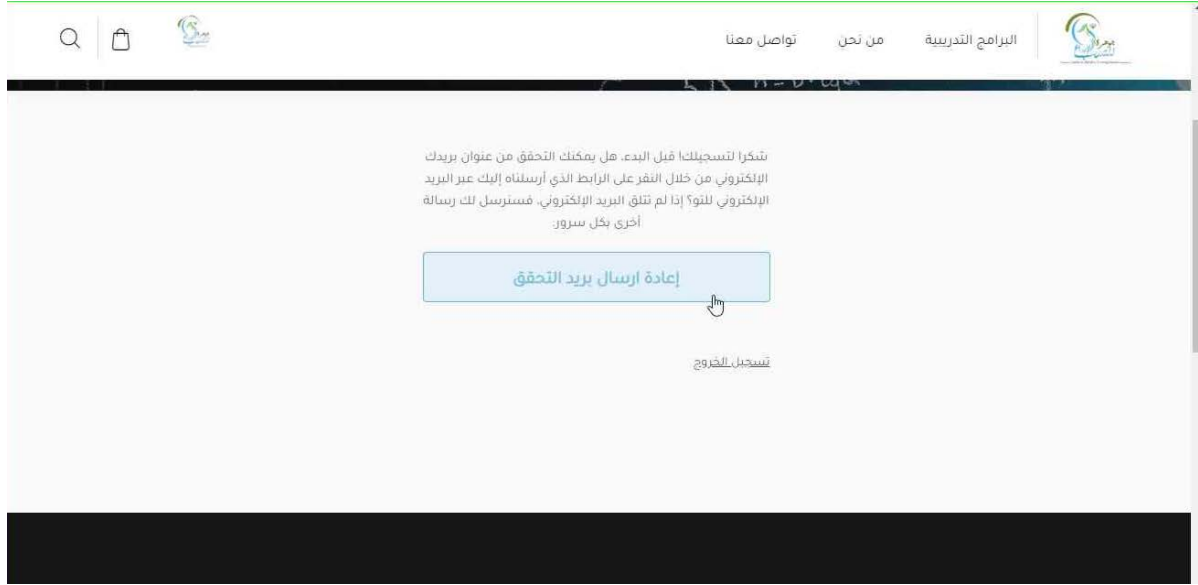 البرامج التدريبية
من نحن
تواصل معنا
شكرا لتسجيلك! قبل البدء، هل يمكنك التحقق من عنوان بريدك
الإلكتروني من خلال النقر على الرابط الذي أرسلناه إليك عبر البريد
الإلكتروني للتو؟ إذا لم تتلق البريد الإلكتروني، فسنرسل لك رسالة
أخرى بكل سرور.
إعادة ارسال بريد التحقق
تسجيل الخروج